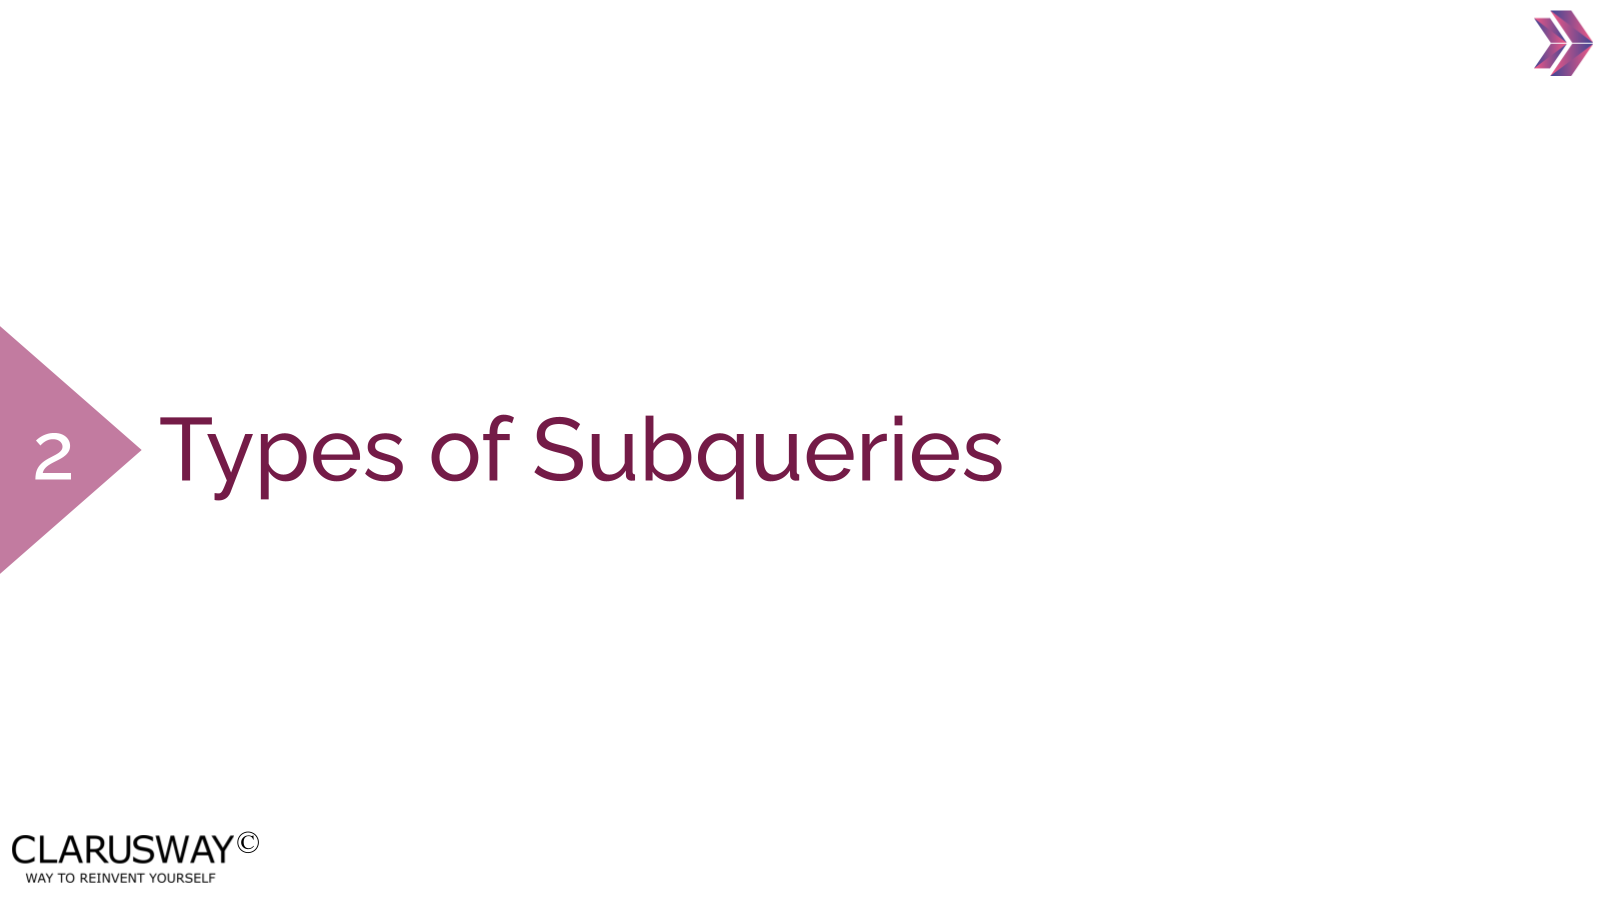 2
Types of Subqueries
CLARUSWAY©
WAY TO REINVENT YOURSELF